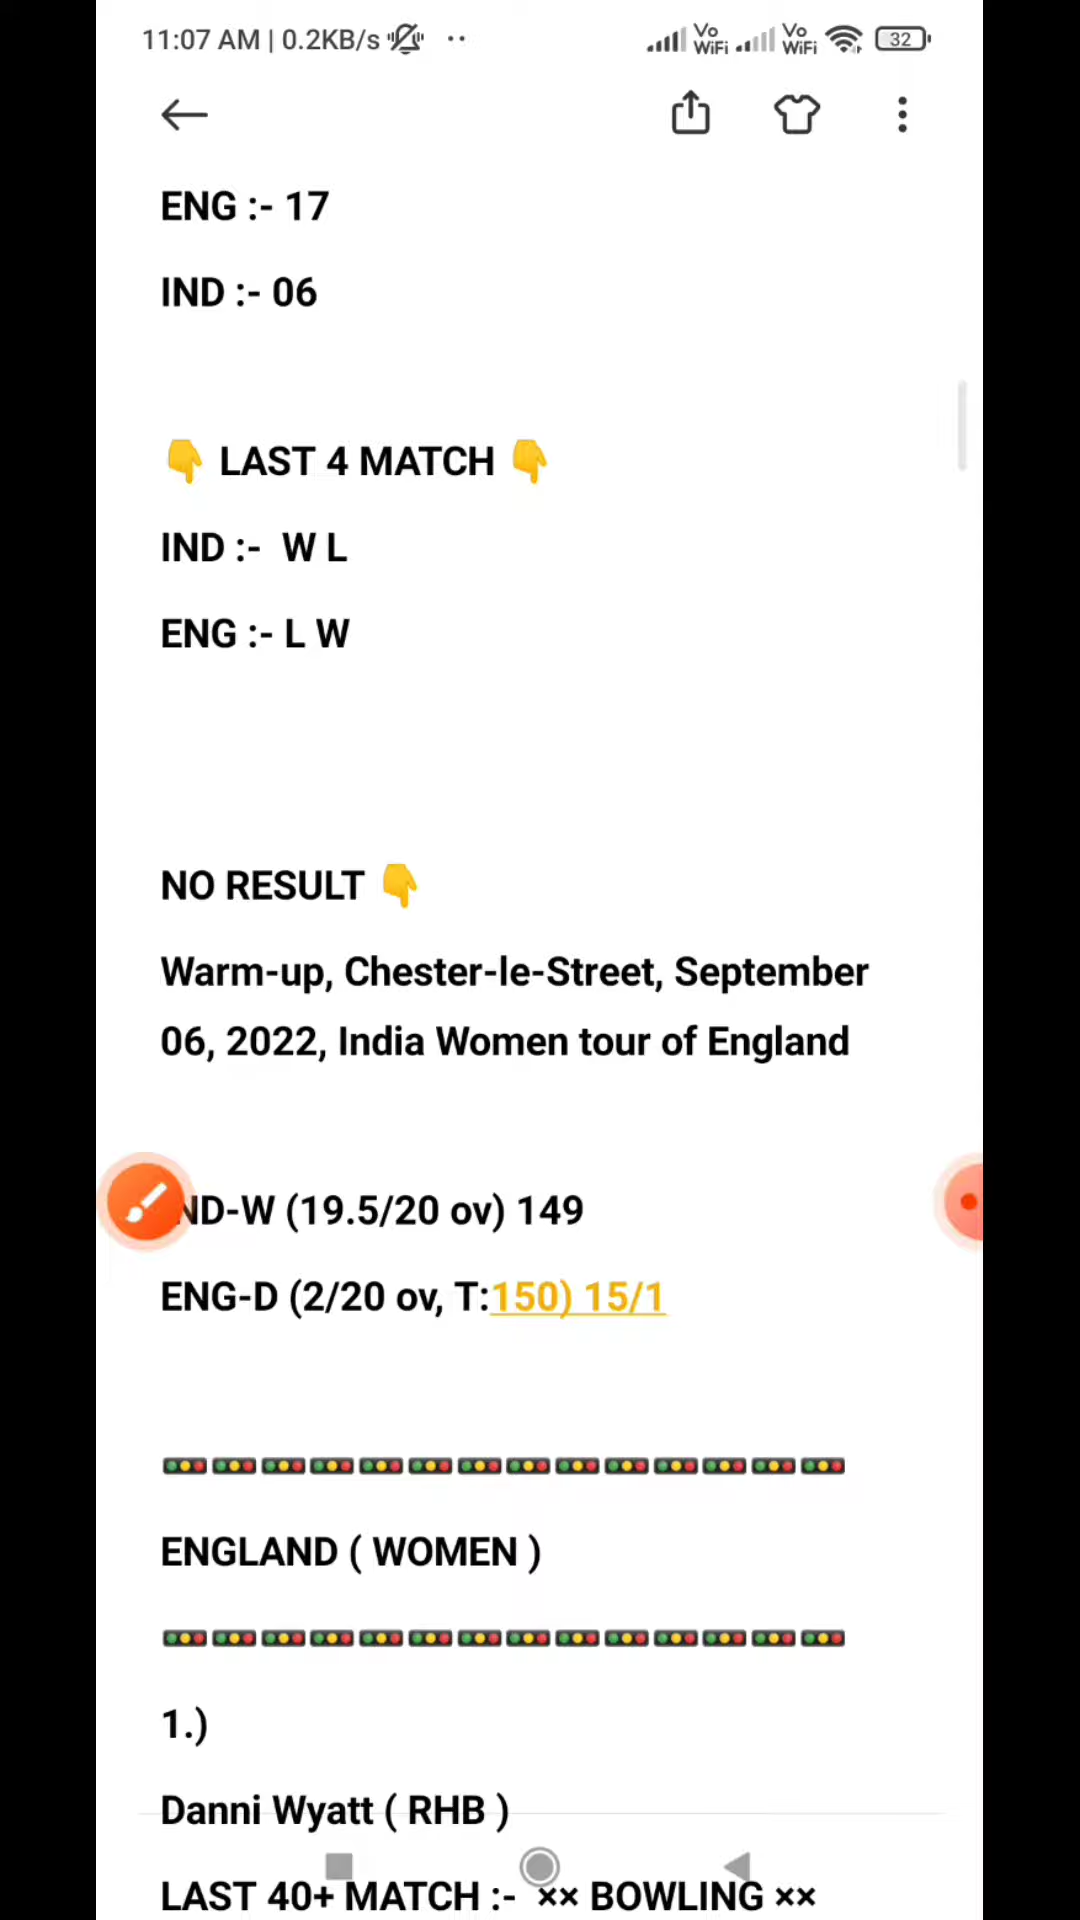 11:07 AM | 0.2KB/s
Vo WiFi Vo WiFi 32
ENG :- 17
IND :- 06
👇 LAST 4 MATCH 👇
IND :- W L
ENG :- L W
NO RESULT 👇
Warm-up, Chester-le-Street, September
06, 2022, India Women tour of England
ND-W (19.5/20 ov) 149
ENG-D (2/20 ov, T:150) 15/1
🚥🚥🚥🚥🚥🚥🚥🚥🚥🚥🚥🚥🚥🚥
ENGLAND ( WOMEN )
🚥🚥🚥🚥🚥🚥🚥🚥🚥🚥🚥🚥🚥🚥
1.)
Danni Wyatt ( RHB )
LAST 40+ MATCH :- ×× BOWLING ××